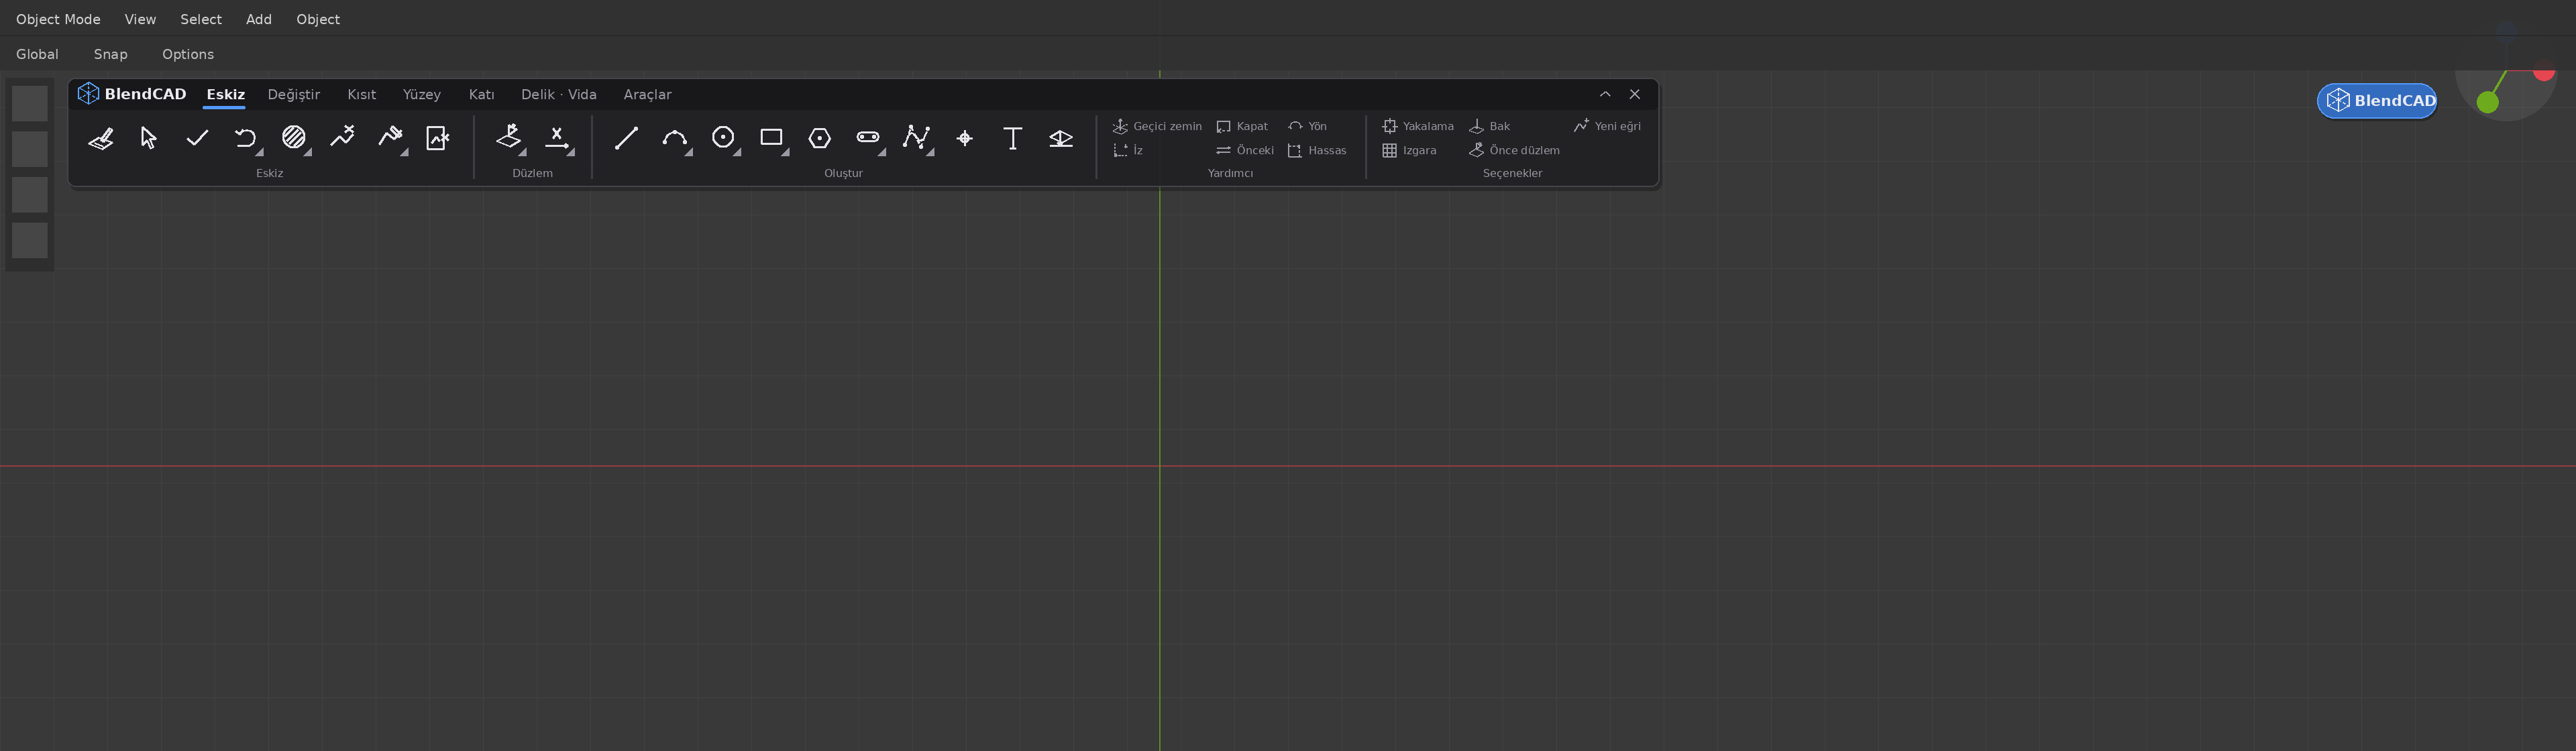 Object Mode View Select Add Object
Global Snap Options
BlendCAD Eskiz Değiştir Kısıt Yüzey Katı Delik · Vida Araçlar
BlendCAD
Geçici zemin Kapat Yön Yakalama Bak Yeni eğri
İz Önceki Hassas Izgara Önce düzlem
Eskiz Düzlem Oluştur Yardımcı Seçenekler